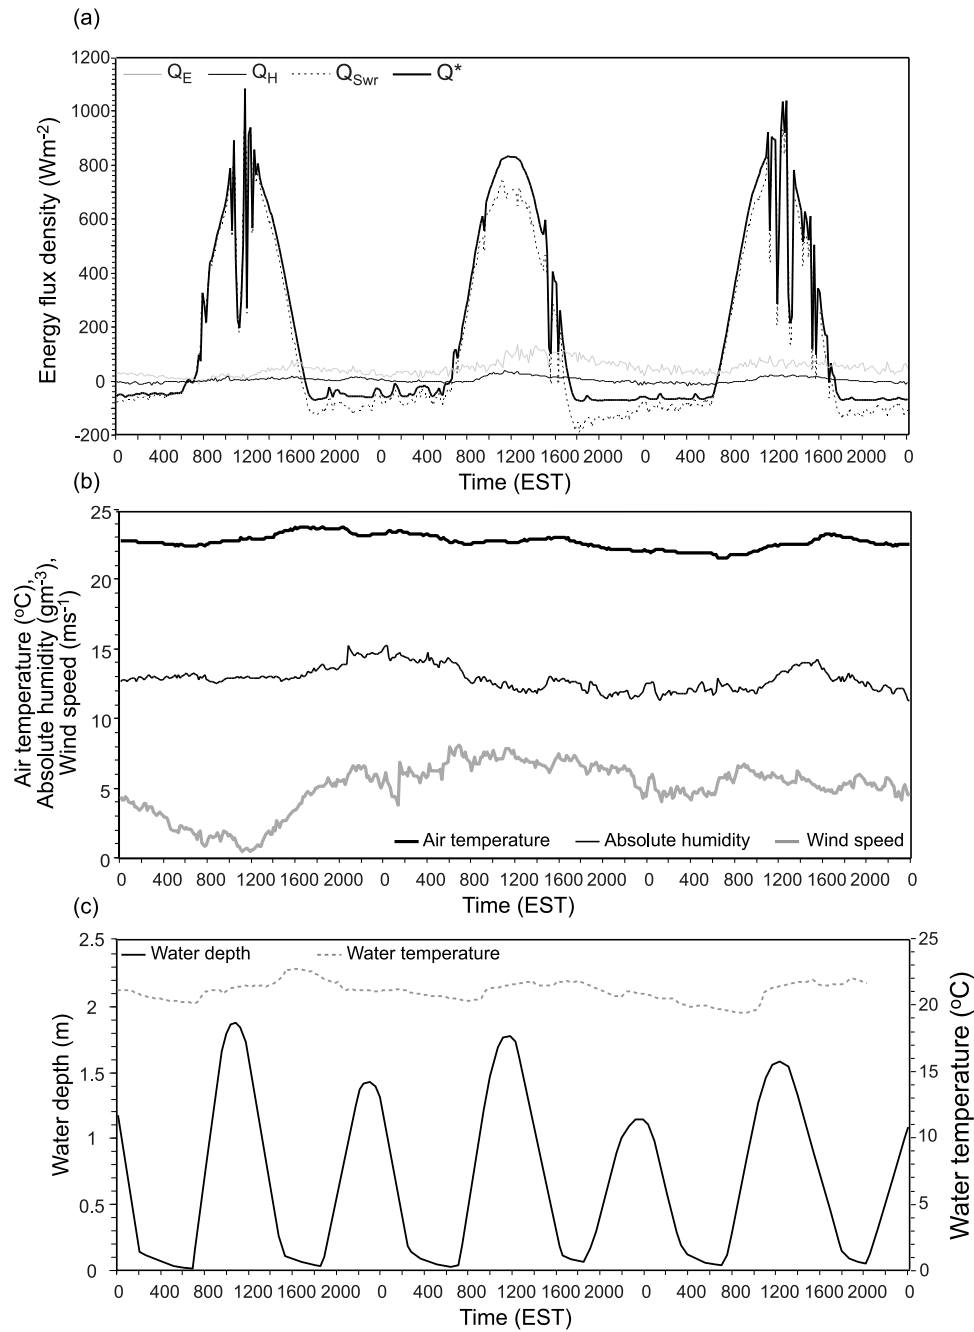 (a)
1200
1000
800
600
400
200
0
-200
Energy flux density (Wm-2)
QE QH QSwr Q*
0 400 800 1200 1600 2000 0 400 800 1200 1600 2000 0 400 800 1200 1600 2000 0
Time (EST)
(b)
25
20
15
10
5
0
Air temperature (oC),
Absolute humidity (gm-3),
Wind speed (ms-1)
Air temperature Absolute humidity Wind speed
0 400 800 1200 1600 2000 0 400 800 1200 1600 2000 0 400 800 1200 1600 2000 0
Time (EST)
(c)
2.5
2
1.5
1
0.5
0
Water depth (m)
Water depth Water temperature
25
20
15
10
5
0
Water temperature (oC)
0 400 800 1200 1600 2000 0 400 800 1200 1600 2000 0 400 800 1200 1600 2000 0
Time (EST)